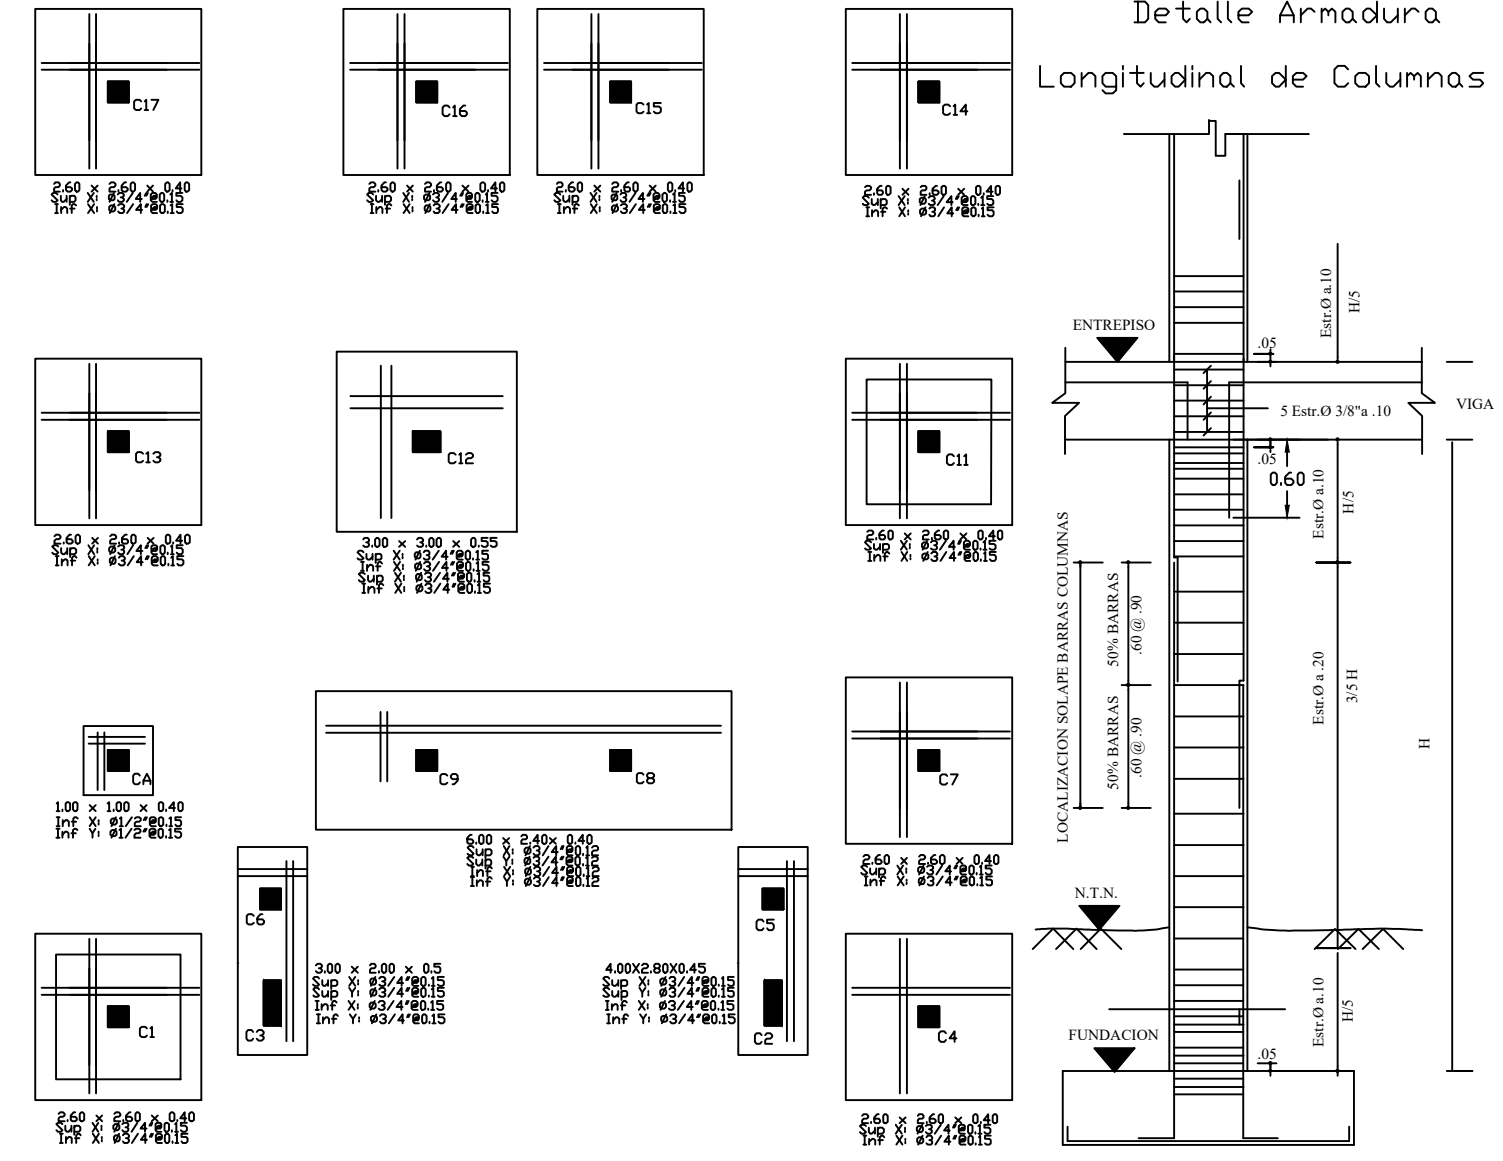 Detalle Armadura
Longitudinal de Columnas
C17
2.60 x 2.60 x 0.40
Sup X: Ø3/4"@0.15
Inf X: Ø3/4"@0.15
C16
2.60 x 2.60 x 0.40
Sup X: Ø3/4"@0.15
Inf X: Ø3/4"@0.15
C15
2.60 x 2.60 x 0.40
Sup X: Ø3/4"@0.15
Inf X: Ø3/4"@0.15
C14
2.60 x 2.60 x 0.40
Sup X: Ø3/4"@0.15
Inf X: Ø3/4"@0.15
C13
2.60 x 2.60 x 0.40
Sup X: Ø3/4"@0.15
Inf X: Ø3/4"@0.15
C12
3.00 x 3.00 x 0.55
Sup X: Ø3/4"@0.15
Inf X: Ø3/4"@0.15
Sup X: Ø3/4"@0.15
Inf X: Ø3/4"@0.15
C11
2.60 x 2.60 x 0.40
Sup X: Ø3/4"@0.15
Inf X: Ø3/4"@0.15
CA
1.00 x 1.00 x 0.40
Inf X: Ø1/2"@0.15
Inf Y: Ø1/2"@0.15
C9
C8
6.00 x 2.40x 0.40
Sup X: Ø3/4"@0.12
Sup Y: Ø3/4"@0.12
Inf X: Ø3/4"@0.12
Inf Y: Ø3/4"@0.12
C7
2.60 x 2.60 x 0.40
Sup X: Ø3/4"@0.15
Inf X: Ø3/4"@0.15
C6
C3
3.00 x 2.00 x 0.5
Sup X: Ø3/4"@0.15
Sup Y: Ø3/4"@0.15
Inf X: Ø3/4"@0.15
Inf Y: Ø3/4"@0.15
C5
C2
4.00X2.80X0.45
Sup X: Ø3/4"@0.15
Sup Y: Ø3/4"@0.15
Inf X: Ø3/4"@0.15
Inf Y: Ø3/4"@0.15
C1
2.60 x 2.60 x 0.40
Sup X: Ø3/4"@0.15
Inf X: Ø3/4"@0.15
C4
2.60 x 2.60 x 0.40
Sup X: Ø3/4"@0.15
Inf X: Ø3/4"@0.15
ENTREPISO
.05
Estr.Ø a.10
H/5
5 Estr.Ø 3/8"a .10
VIGA
.05
0.60
Estr.Ø a.10
H/5
LOCALIZACION SOLAPE BARRAS COLUMNAS
50% BARRAS
.60 @ .90
50% BARRAS
.60 @ .90
Estr.Ø a .20
3/5 H
H
N.T.N.
FUNDACION
.05
Estr.Ø a.10
H/5